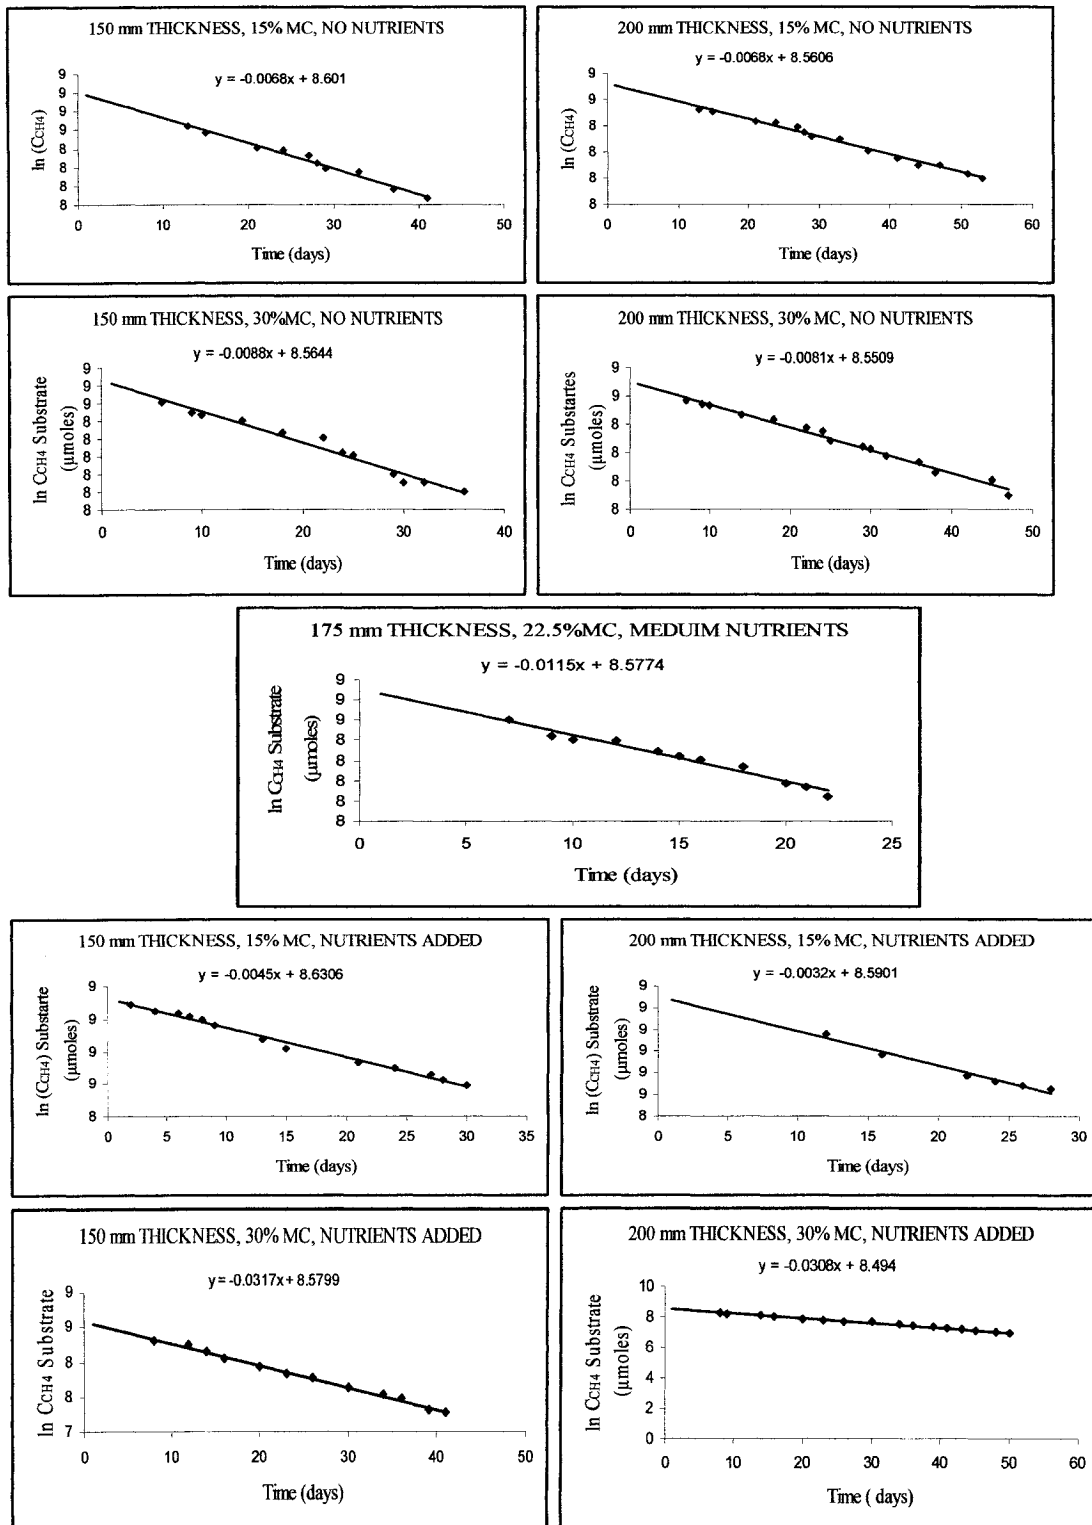 150 mm THICKNESS, 15% MC, NO NUTRIENTS
y = -0.0068x + 8.601
ln (CCH4)
9
9
9
9
8
8
8
8
0 10 20 30 40 50
Time (days)
200 mm THICKNESS, 15% MC, NO NUTRIENTS
y = -0.0068x + 8.5606
ln (CCH4)
9
9
8
8
8
8
0 10 20 30 40 50 60
Time (days)
150 mm THICKNESS, 30%MC, NO NUTRIENTS
y = -0.0088x + 8.5644
ln CCH4 Substrate
(µmoles)
9
9
8
8
8
8
8
8
8
0 10 20 30 40
Time (days)
200 mm THICKNESS, 30% MC, NO NUTRIENTS
y = -0.0081x + 8.5509
ln CCH4 Substartes
(µmoles)
9
9
8
8
8
8
0 10 20 30 40 50
Time (days)
175 mm THICKNESS, 22.5%MC, MEDUIM NUTRIENTS
y = -0.0115x + 8.5774
ln CCH4 Substrate
(µmoles)
9
9
9
8
8
8
8
8
0 5 10 15 20 25
Time (days)
150 mm THICKNESS, 15% MC, NUTRIENTS ADDED
y = -0.0045x + 8.6306
ln (CCH4) Substarte
(µmoles)
9
9
9
9
8
0 5 10 15 20 25 30 35
Time (days)
200 mm THICKNESS, 15% MC, NUTRIENTS ADDED
y = -0.0032x + 8.5901
ln (CCH4) Substrate
(µmoles)
9
9
9
9
9
9
8
0 5 10 15 20 25 30
Time (days)
150 mm THICKNESS, 30% MC, NUTRIENTS ADDED
y = -0.0317x + 8.5799
ln CCH4 Substrate
(µmoles)
9
9
8
8
7
0 10 20 30 40 50
Time (days)
200 mm THICKNESS, 30% MC, NUTRIENTS ADDED
y = -0.0308x + 8.494
ln CCH4 Substrate
(µmoles)
10
8
6
4
2
0
0 10 20 30 40 50 60
Time ( days)